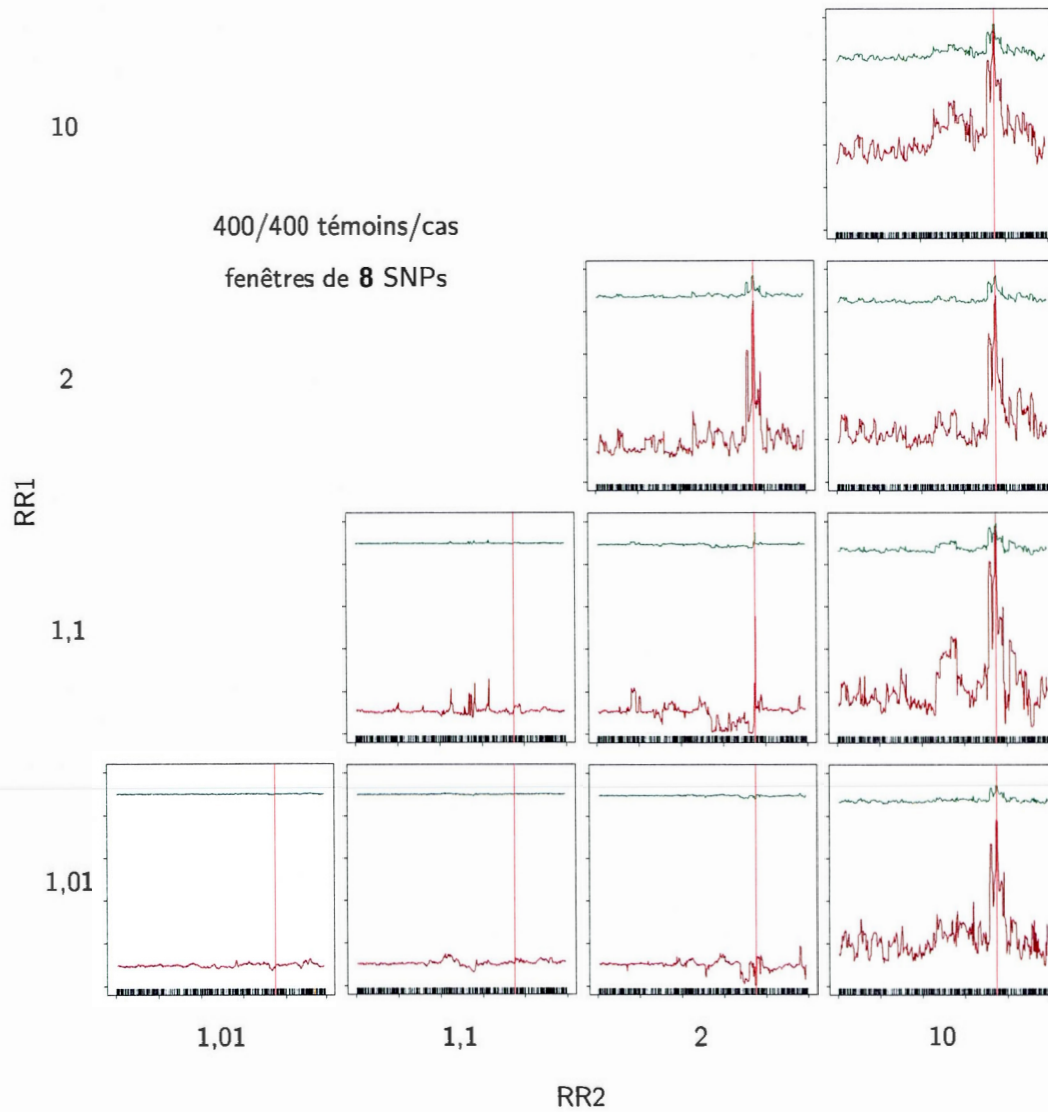 10
400/400 témoins/cas
fenêtres de 8 SNPs
2
RR1
1,1
1,01
1,01 1,1 2 10
RR2